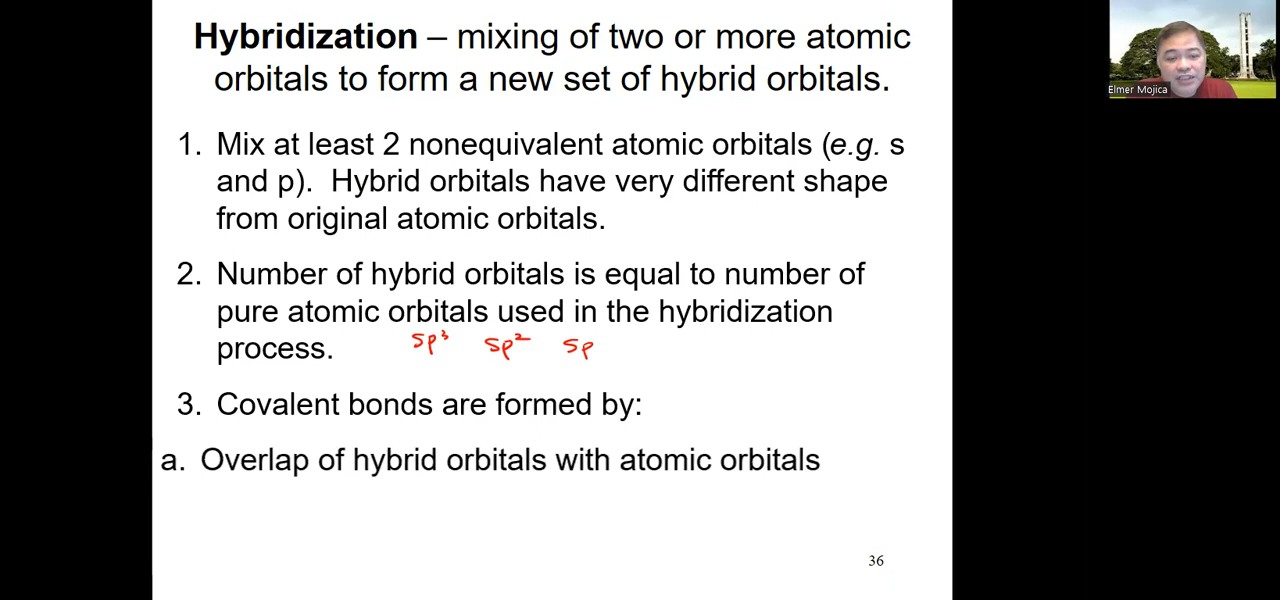 Hybridization – mixing of two or more atomic
orbitals to form a new set of hybrid orbitals.
Elmer Mojica
1. Mix at least 2 nonequivalent atomic orbitals (e.g. s
and p). Hybrid orbitals have very different shape
from original atomic orbitals.
2. Number of hybrid orbitals is equal to number of
pure atomic orbitals used in the hybridization
process. sp³ sp² sp
3. Covalent bonds are formed by:
a. Overlap of hybrid orbitals with atomic orbitals
36